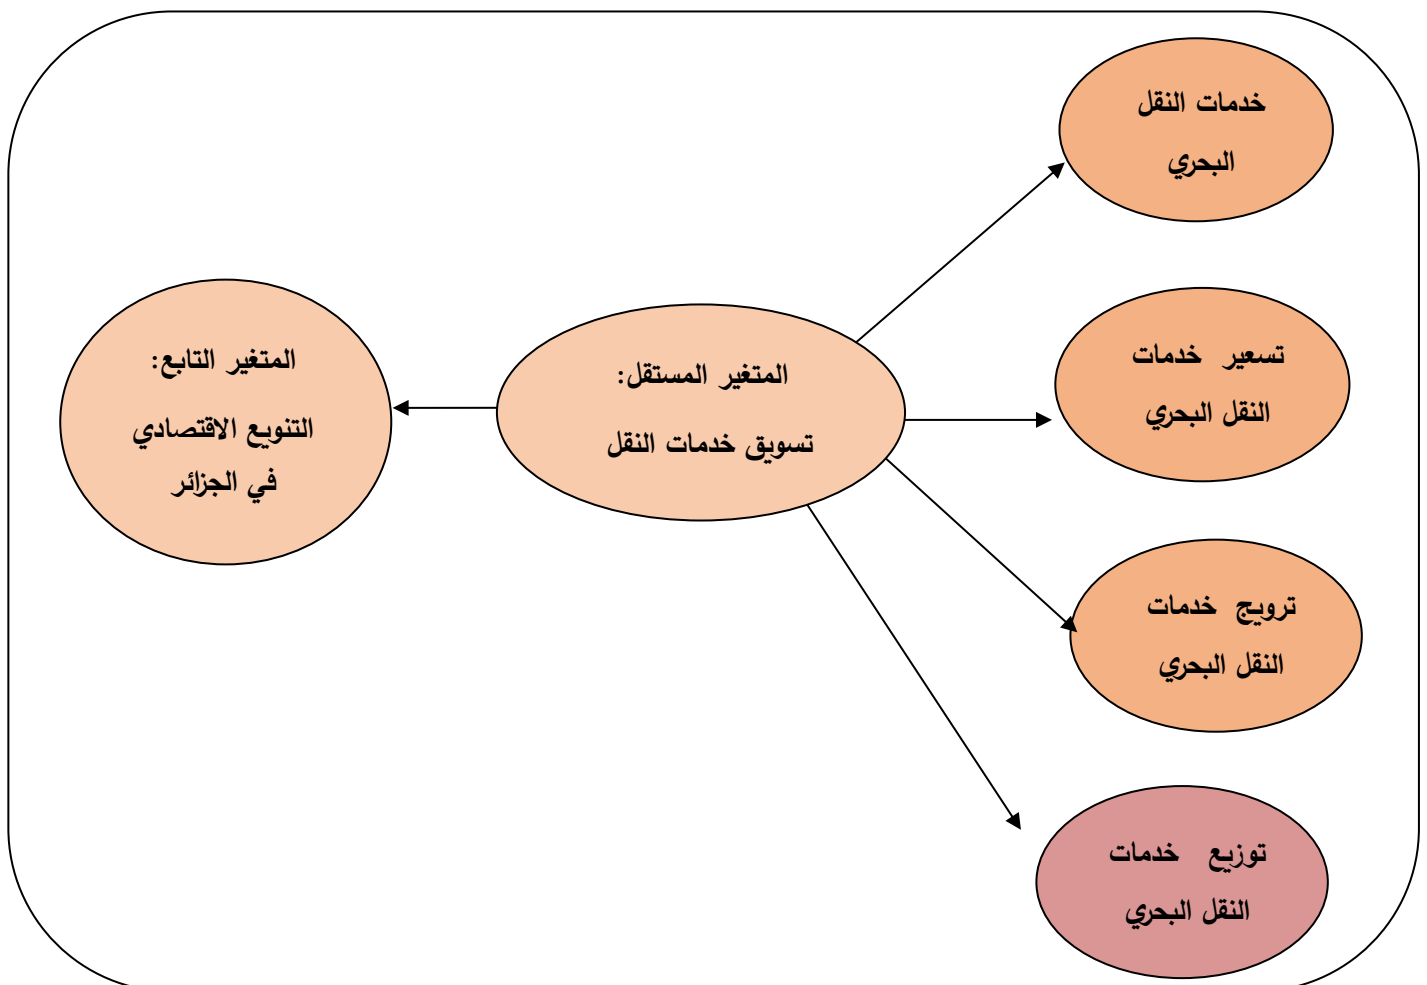 خدمات النقل
البحري
تسعير خدمات
النقل البحري
ترويج خدمات
النقل البحري
توزيع خدمات
النقل البحري
المتغير المستقل:
تسويق خدمات النقل
المتغير التابع:
التنويع الاقتصادي
في الجزائر